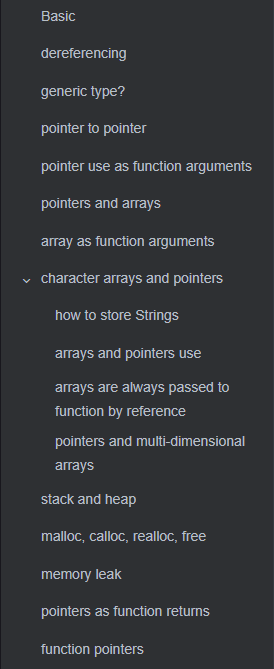 Basic
dereferencing
generic type?
pointer to pointer
pointer use as function arguments
pointers and arrays
array as function arguments
character arrays and pointers
how to store Strings
arrays and pointers use
arrays are always passed to
function by reference
pointers and multi-dimensional
arrays
stack and heap
malloc, calloc, realloc, free
memory leak
pointers as function returns
function pointers